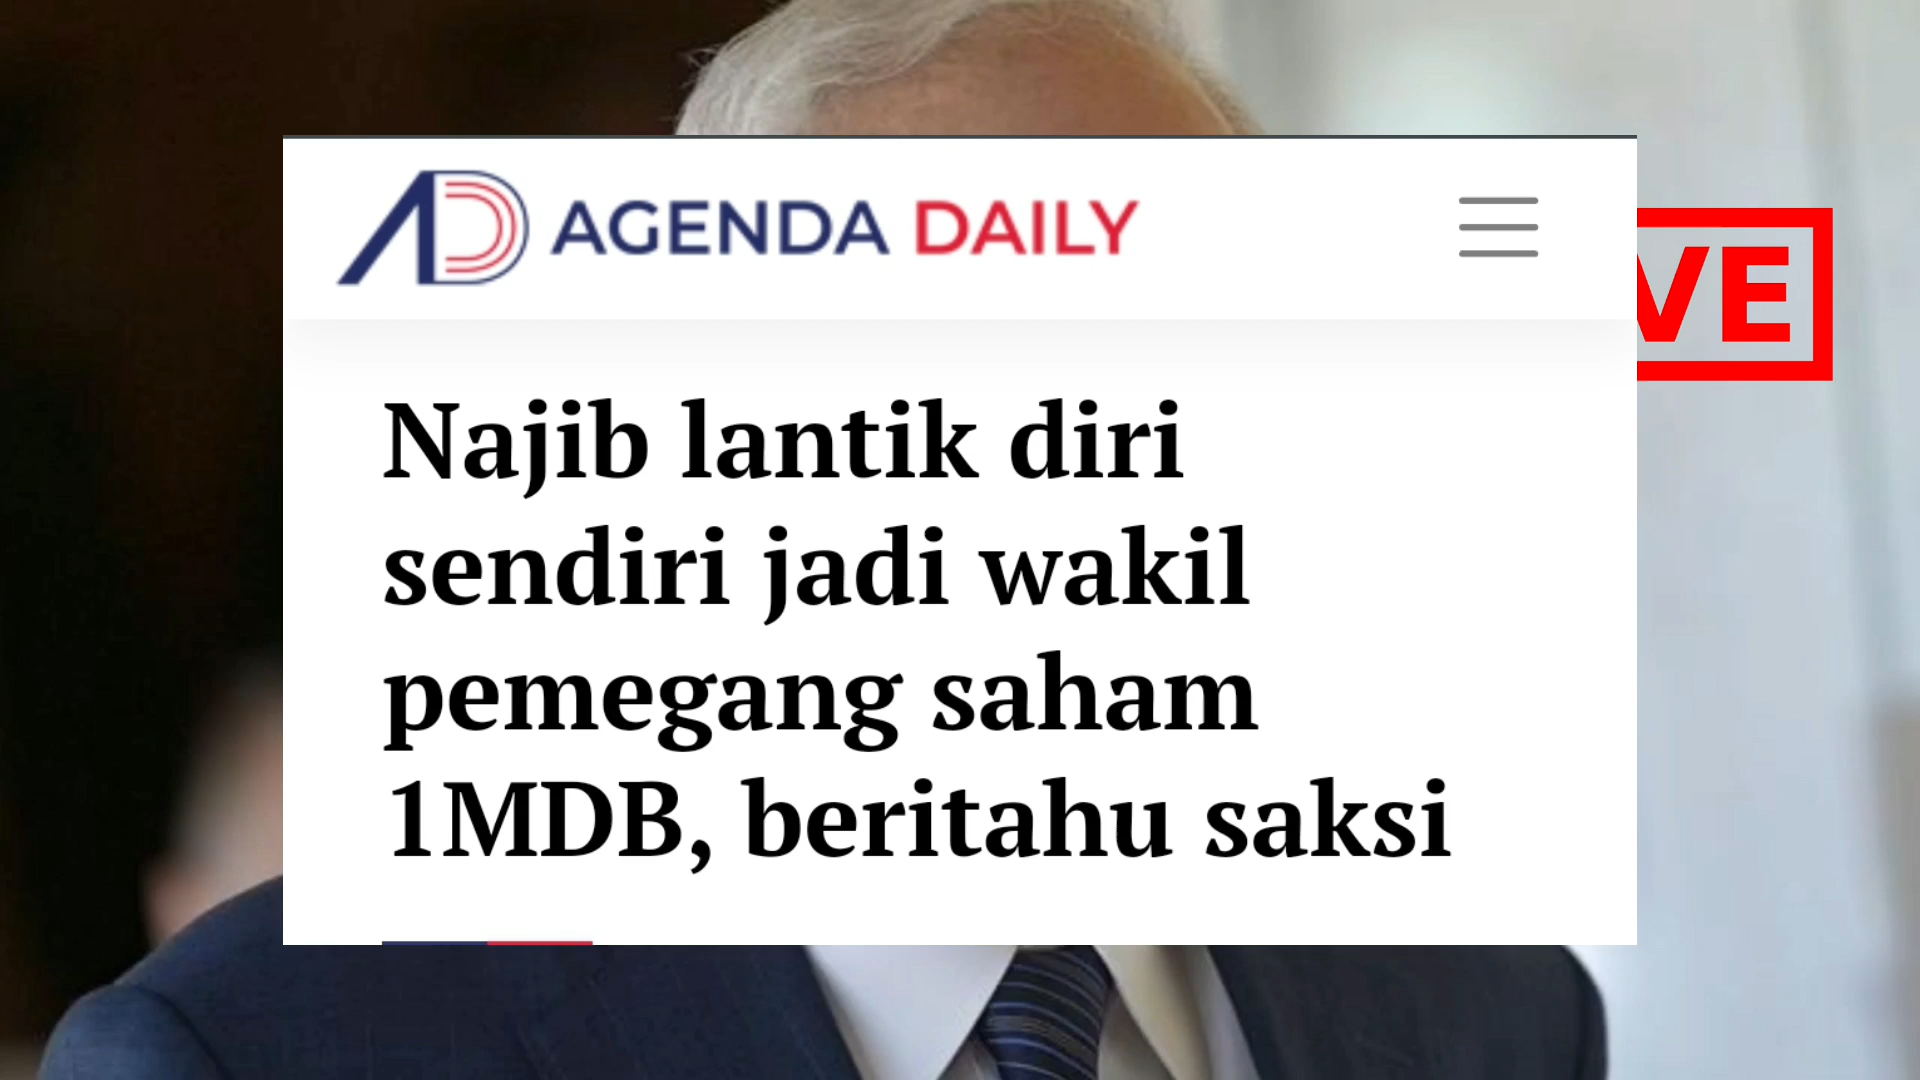 AGENDA DAILY
VE
Najib lantik diri
sendiri jadi wakil
pemegang saham
1MDB, beritahu saksi